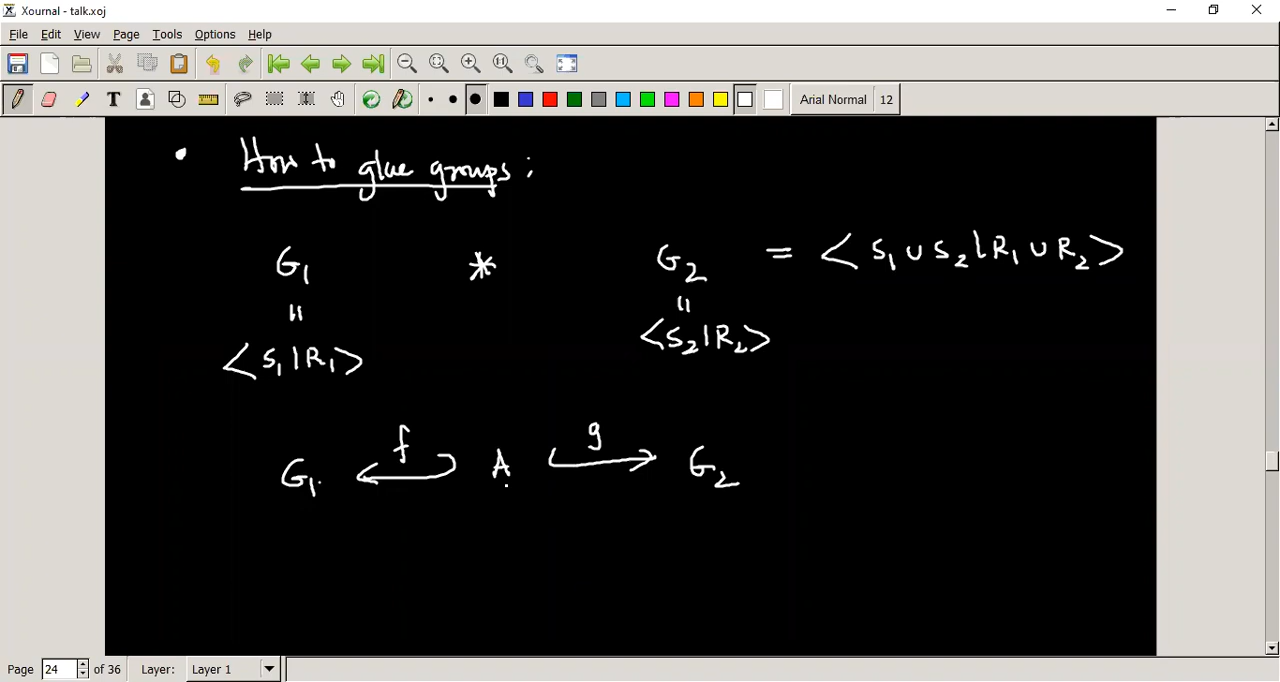 Xournal - talk.xoj
File Edit View Page Tools Options Help
Arial Normal 12
• How to glue groups :
G₁ * G₂ = < S₁ ∪ S₂ | R₁ ∪ R₂ >
= =
< S₁ | R₁ > < S₂ | R₂ >
f g
G₁ ↩ A ↪ G₂
Page 24 of 36 Layer: Layer 1